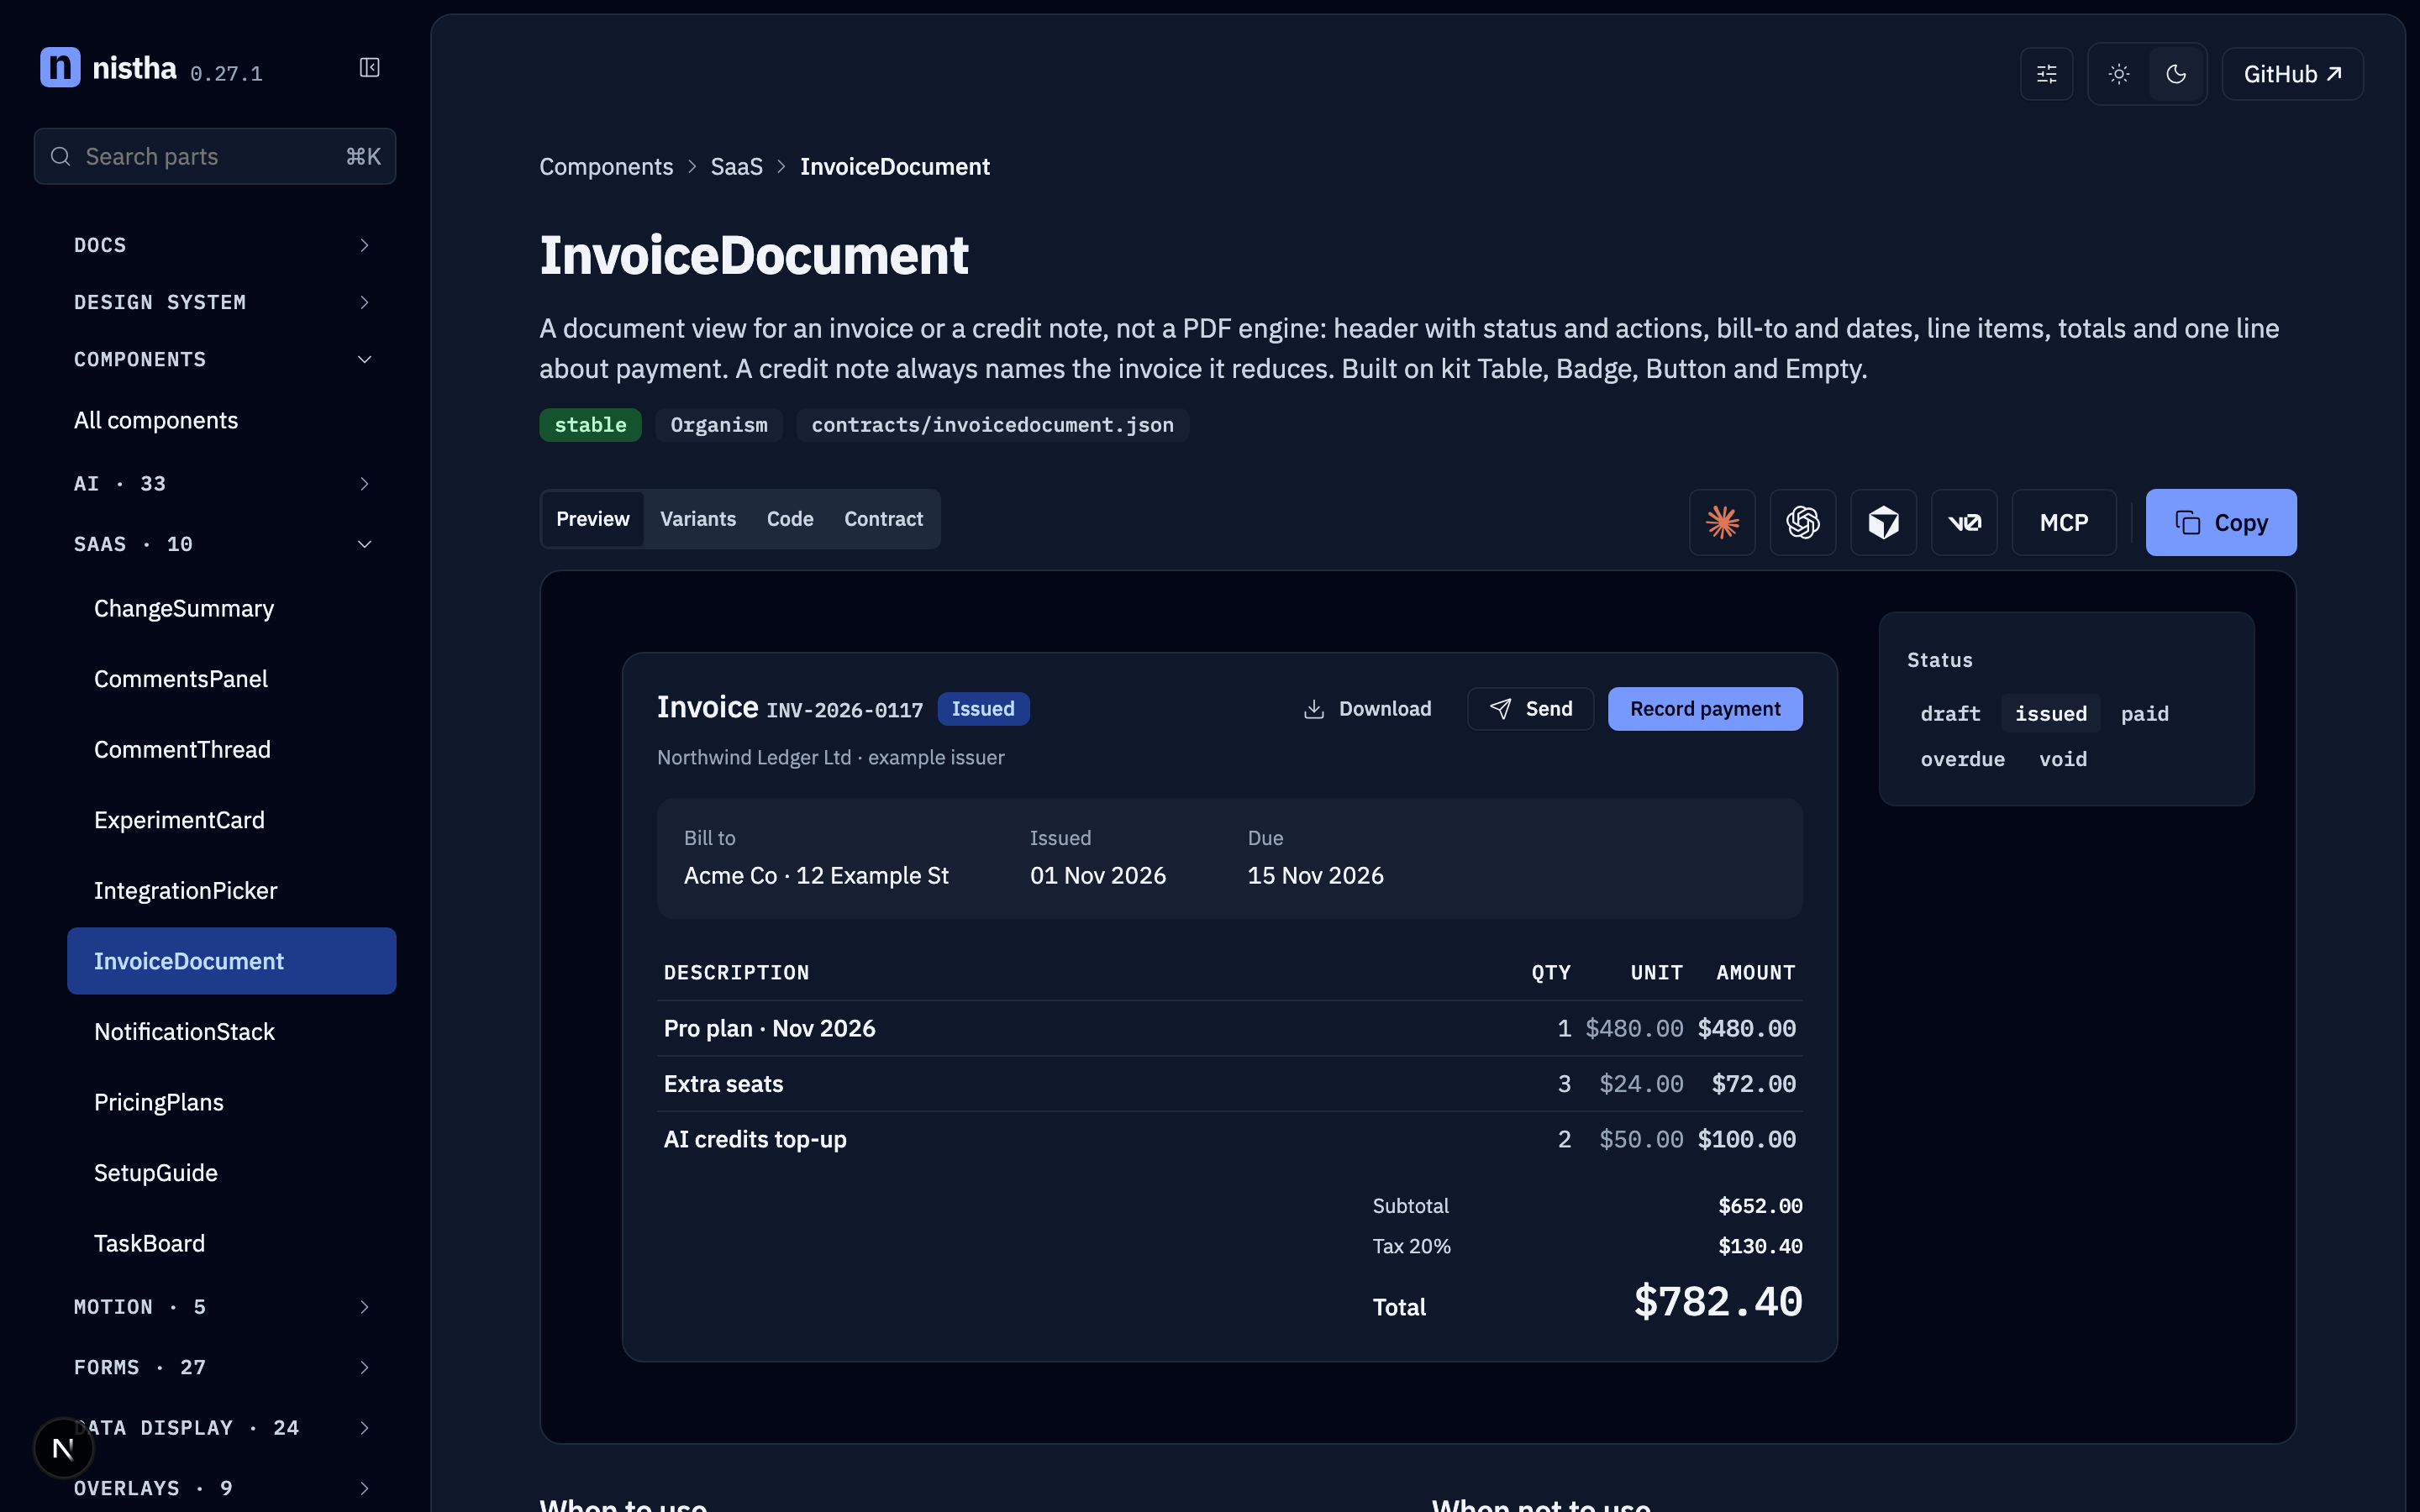 nistha 0.27.1
Search parts ⌘K
DOCS
DESIGN SYSTEM
COMPONENTS
All components
AI · 33
SAAS · 10
ChangeSummary
CommentsPanel
CommentThread
ExperimentCard
IntegrationPicker
InvoiceDocument
NotificationStack
PricingPlans
SetupGuide
TaskBoard
MOTION · 5
FORMS · 27
DATA DISPLAY · 24
OVERLAYS · 9
GitHub
Components > SaaS > InvoiceDocument
InvoiceDocument
A document view for an invoice or a credit note, not a PDF engine: header with status and actions, bill-to and dates, line items, totals and one line
about payment. A credit note always names the invoice it reduces. Built on kit Table, Badge, Button and Empty.
stable Organism contracts/invoicedocument.json
Preview Variants Code Contract
v0 MCP Copy
Invoice INV-2026-0117 Issued Download Send Record payment
Northwind Ledger Ltd · example issuer
Bill to Issued Due
Acme Co · 12 Example St 01 Nov 2026 15 Nov 2026
DESCRIPTION QTY UNIT AMOUNT
Pro plan · Nov 2026 1 $480.00 $480.00
Extra seats 3 $24.00 $72.00
AI credits top-up 2 $50.00 $100.00
Subtotal $652.00
Tax 20% $130.40
Total $782.40
Status
draft issued paid
overdue void
When to use When not to use